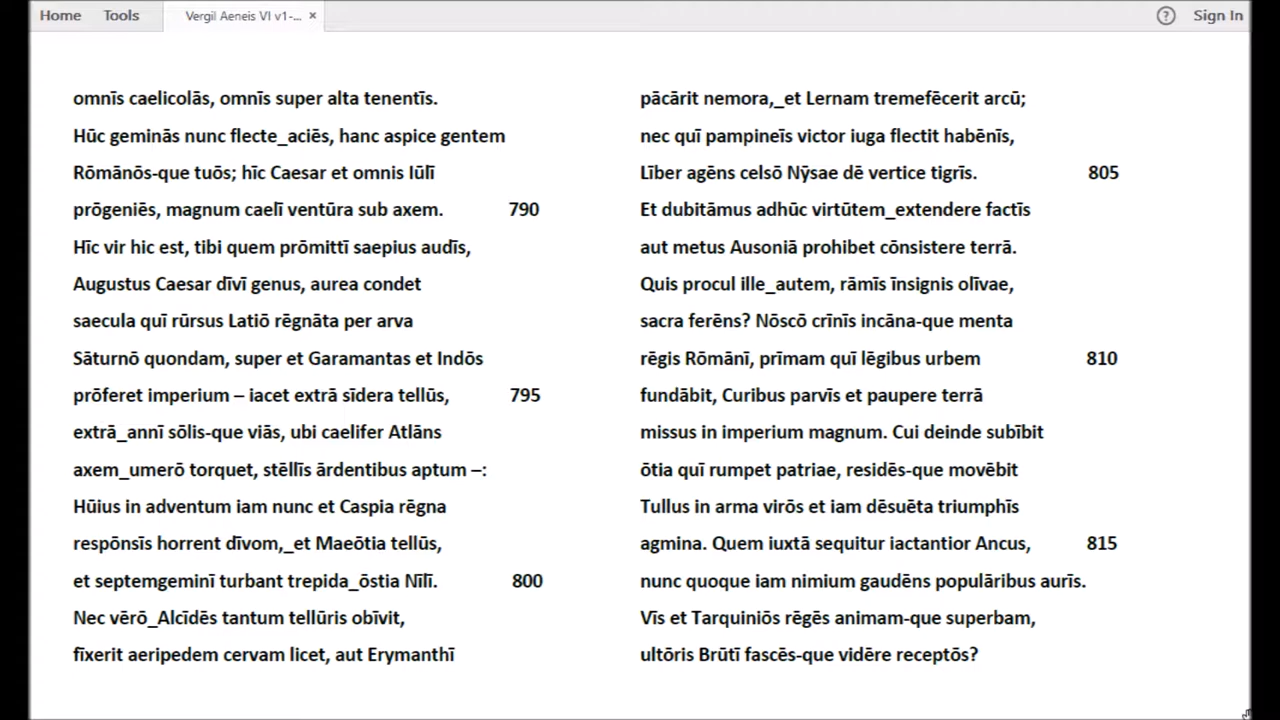 Home Tools Vergil Aeneis VI v1-... × ? Sign In
omnīs caelicolās, omnīs super alta tenentīs.
Hūc geminās nunc flecte_aciēs, hanc aspice gentem
Rōmānōs-que tuōs; hīc Caesar et omnis Iūlī
prōgeniēs, magnum caelī ventūra sub axem. 790
Hīc vir hic est, tibi quem prōmittī saepius audīs,
Augustus Caesar dīvī genus, aurea condet
saecula quī rūrsus Latiō rēgnāta per arva
Sāturnō quondam, super et Garamantas et Indōs
prōferet imperium – iacet extrā sīdera tellūs, 795
extrā_annī sōlis-que viās, ubi caelifer Atlāns
axem_umerō torquet, stēllīs ārdentibus aptum –:
Hūius in adventum iam nunc et Caspia rēgna
respōnsīs horrent dīvom,_et Maeōtia tellūs,
et septemgeminī turbant trepida_ōstia Nīlī. 800
Nec vērō_Alcīdēs tantum tellūris obīvit,
fīxerit aeripedem cervam licet, aut Erymanthī
pācārit nemora,_et Lernam tremefēcerit arcū;
nec quī pampineīs victor iuga flectit habēnīs,
Līber agēns celsō Nȳsae dē vertice tigrīs. 805
Et dubitāmus adhūc virtūtem_extendere factīs
aut metus Ausoniā prohibet cōnsistere terrā.
Quis procul ille_autem, rāmīs īnsignis olīvae,
sacra ferēns? Nōscō crīnīs incāna-que menta
rēgis Rōmānī, prīmam quī lēgibus urbem 810
fundābit, Curibus parvīs et paupere terrā
missus in imperium magnum. Cui deinde subībit
ōtia quī rumpet patriae, residēs-que movēbit
Tullus in arma virōs et iam dēsuēta triumphīs
agmina. Quem iuxtā sequitur iactantior Ancus, 815
nunc quoque iam nimium gaudēns populāribus aurīs.
Vīs et Tarquiniōs rēgēs animam-que superbam,
ultōris Brūtī fascēs-que vidēre receptōs?